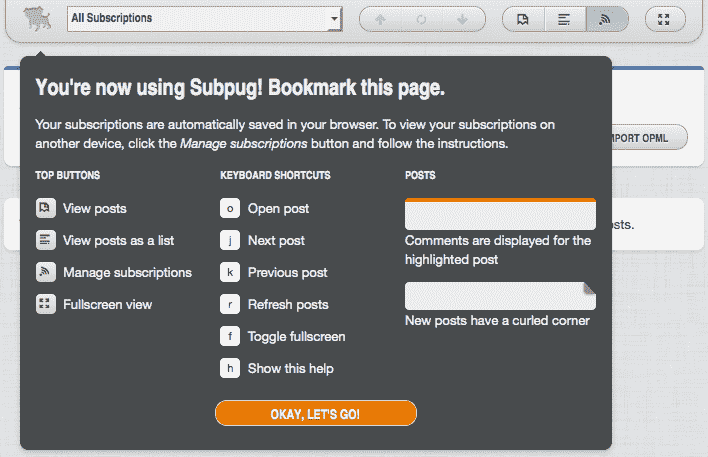 All Subscriptions
You're now using Subpug! Bookmark this page.
Your subscriptions are automatically saved in your browser. To view your subscriptions on
another device, click the Manage subscriptions button and follow the instructions.
TOP BUTTONS
View posts
View posts as a list
Manage subscriptions
Fullscreen view
KEYBOARD SHORTCUTS
o Open post
j Next post
k Previous post
r Refresh posts
f Toggle fullscreen
h Show this help
POSTS
Comments are displayed for the
highlighted post
New posts have a curled corner
OKAY, LET'S GO!
OPML